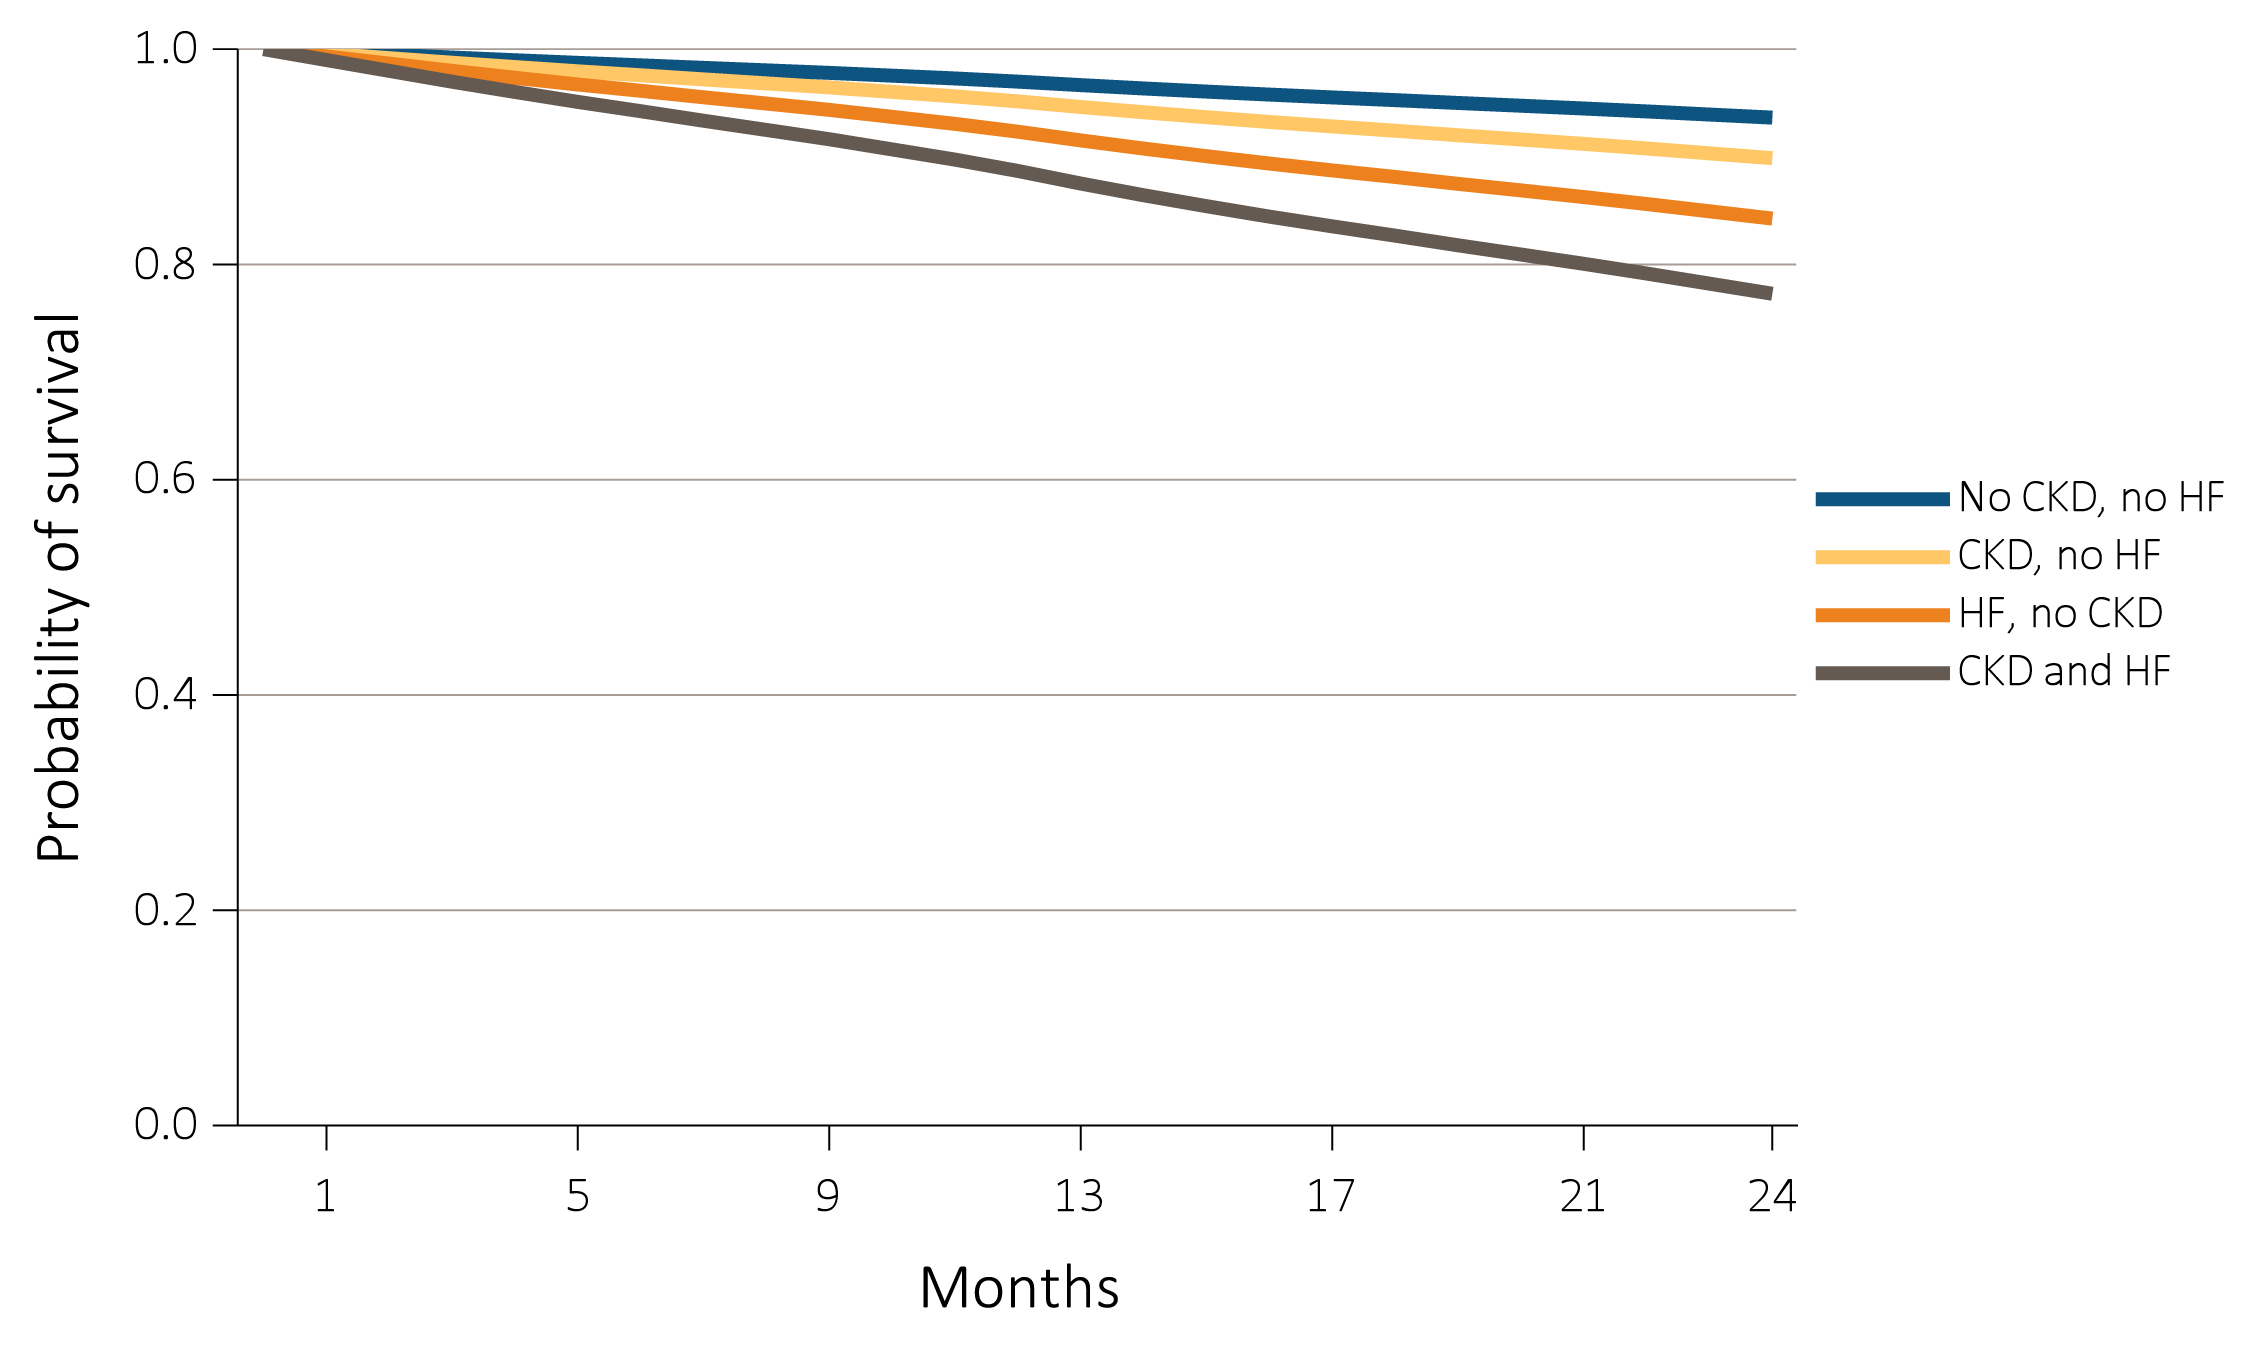 Probability of survival
1.0
0.8
0.6
0.4
0.2
0.0
1 5 9 13 17 21 24
Months
No CKD, no HF
CKD, no HF
HF, no CKD
CKD and HF